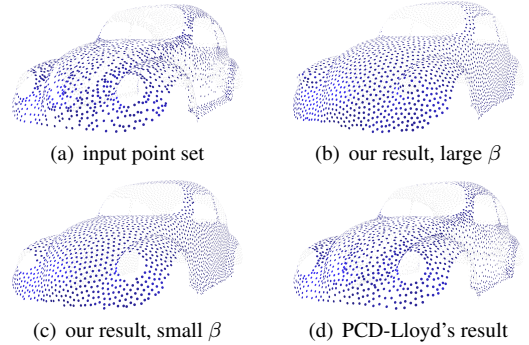 (a) input point set
(b) our result, large β
(c) our result, small β
(d) PCD-Lloyd's result